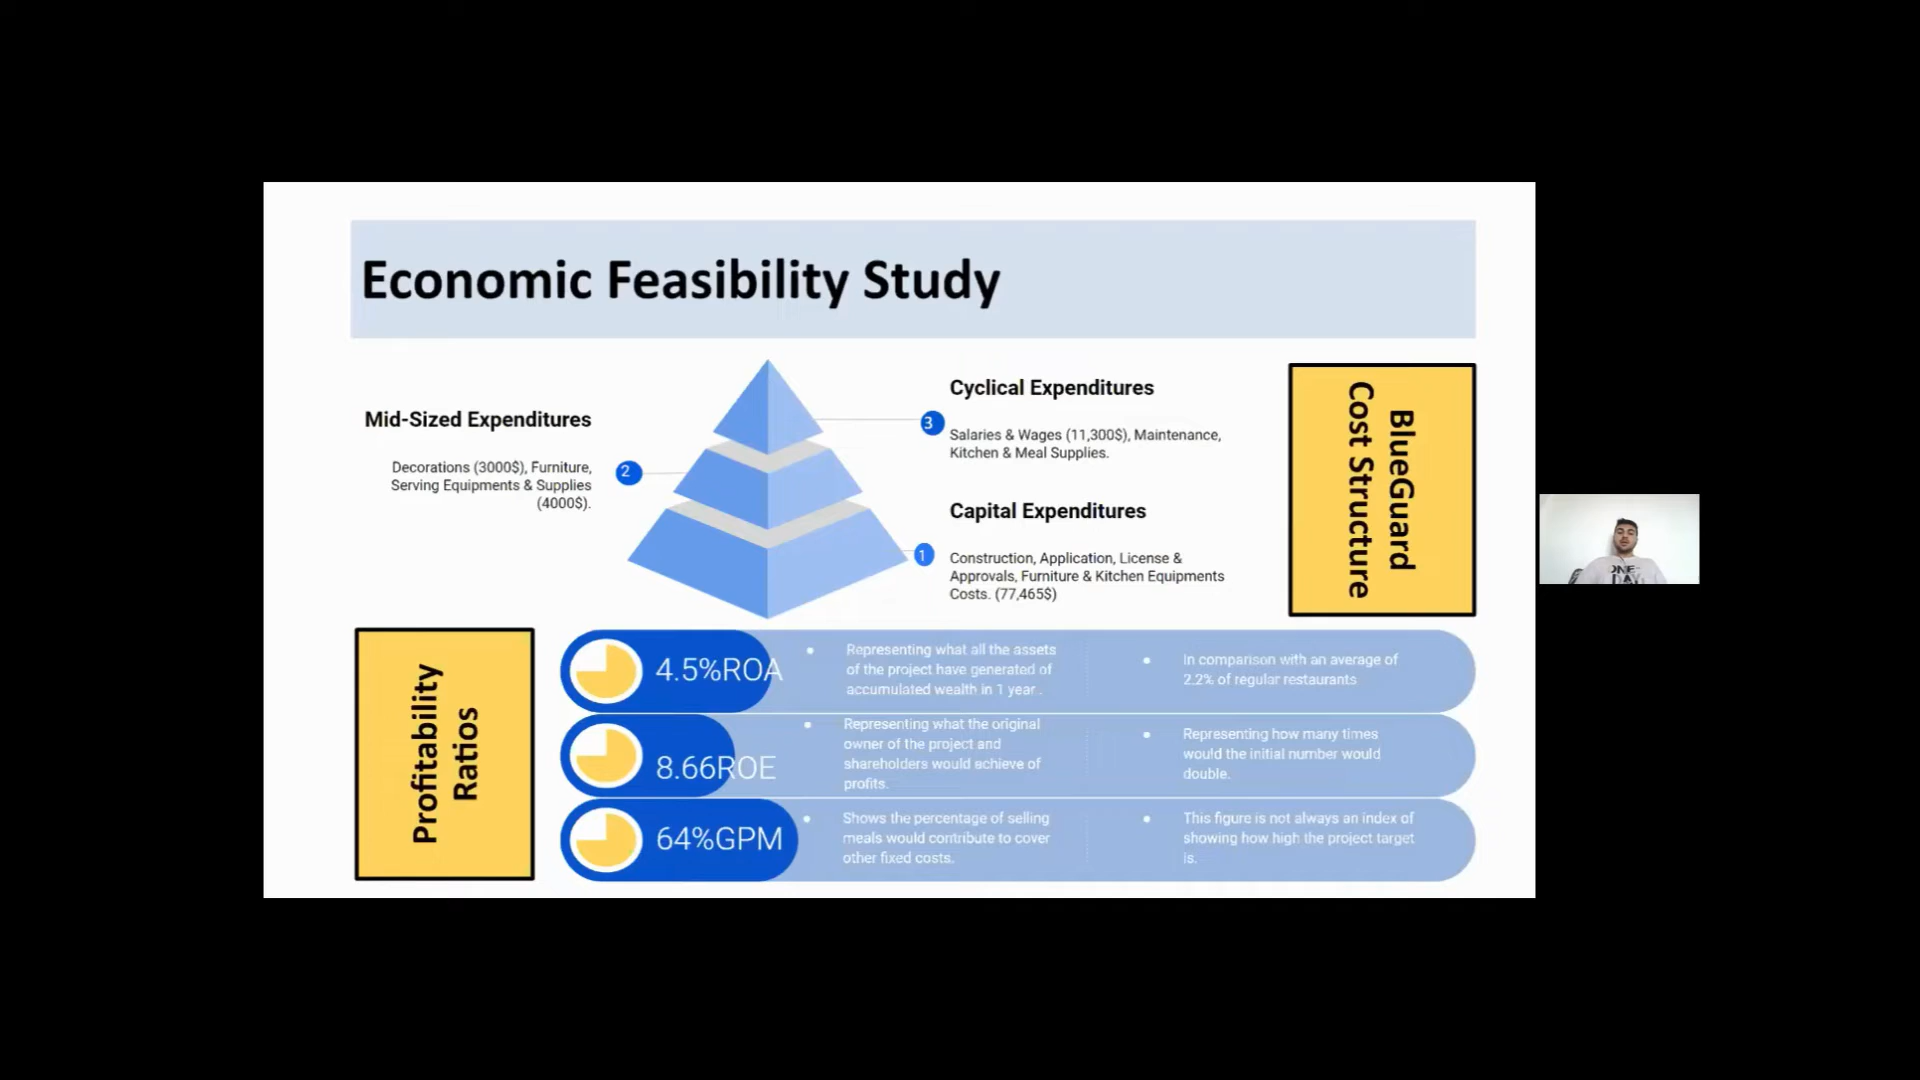 Economic Feasibility Study
Mid-Sized Expenditures
Decorations (3000$), Furniture,
Serving Equipments & Supplies
(4000$).
2
Cyclical Expenditures
3
Salaries & Wages (11,300$), Maintenance,
Kitchen & Meal Supplies.
Capital Expenditures
1
Construction, Application, License &
Approvals, Furniture & Kitchen Equipments
Costs. (77,465$)
BlueGuard
Cost Structure
Profitability
Ratios
4.5%ROA
Representing what all the assets
of the project have generated of
accumulated wealth in 1 year .
In comparison with an average of
2.2% of regular restaurants
8.66ROE
Representing what the original
owner of the project and
shareholders would achieve of
profits.
Representing how many times
would the initial number would
double.
64%GPM
Shows the percentage of selling
meals would contribute to cover
other fixed costs.
This figure is not always an index of
showing how high the project target
is.
ONE
DAY